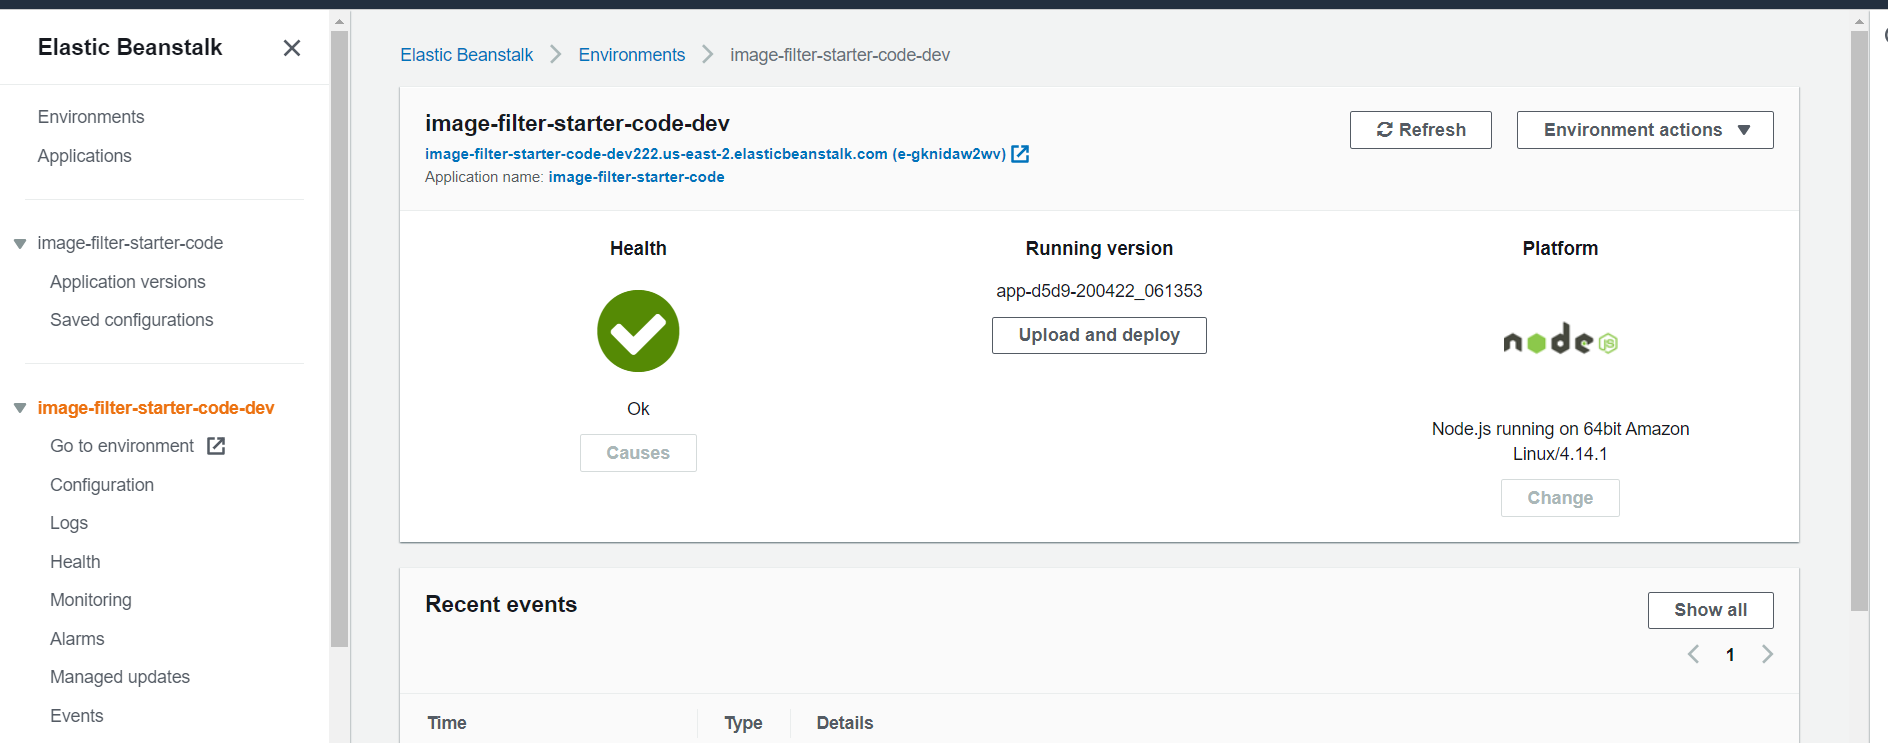 Elastic Beanstalk
Environments
Applications
image-filter-starter-code
Application versions
Saved configurations
image-filter-starter-code-dev
Go to environment
Configuration
Logs
Health
Monitoring
Alarms
Managed updates
Events
Elastic Beanstalk > Environments > image-filter-starter-code-dev
image-filter-starter-code-dev
image-filter-starter-code-dev222.us-east-2.elasticbeanstalk.com (e-gknidaw2wv)
Application name: image-filter-starter-code
Refresh
Environment actions
Health
Ok
Causes
Running version
app-d5d9-200422_061353
Upload and deploy
Platform
node JS
Node.js running on 64bit Amazon
Linux/4.14.1
Change
Recent events
Show all
1
Time Type Details